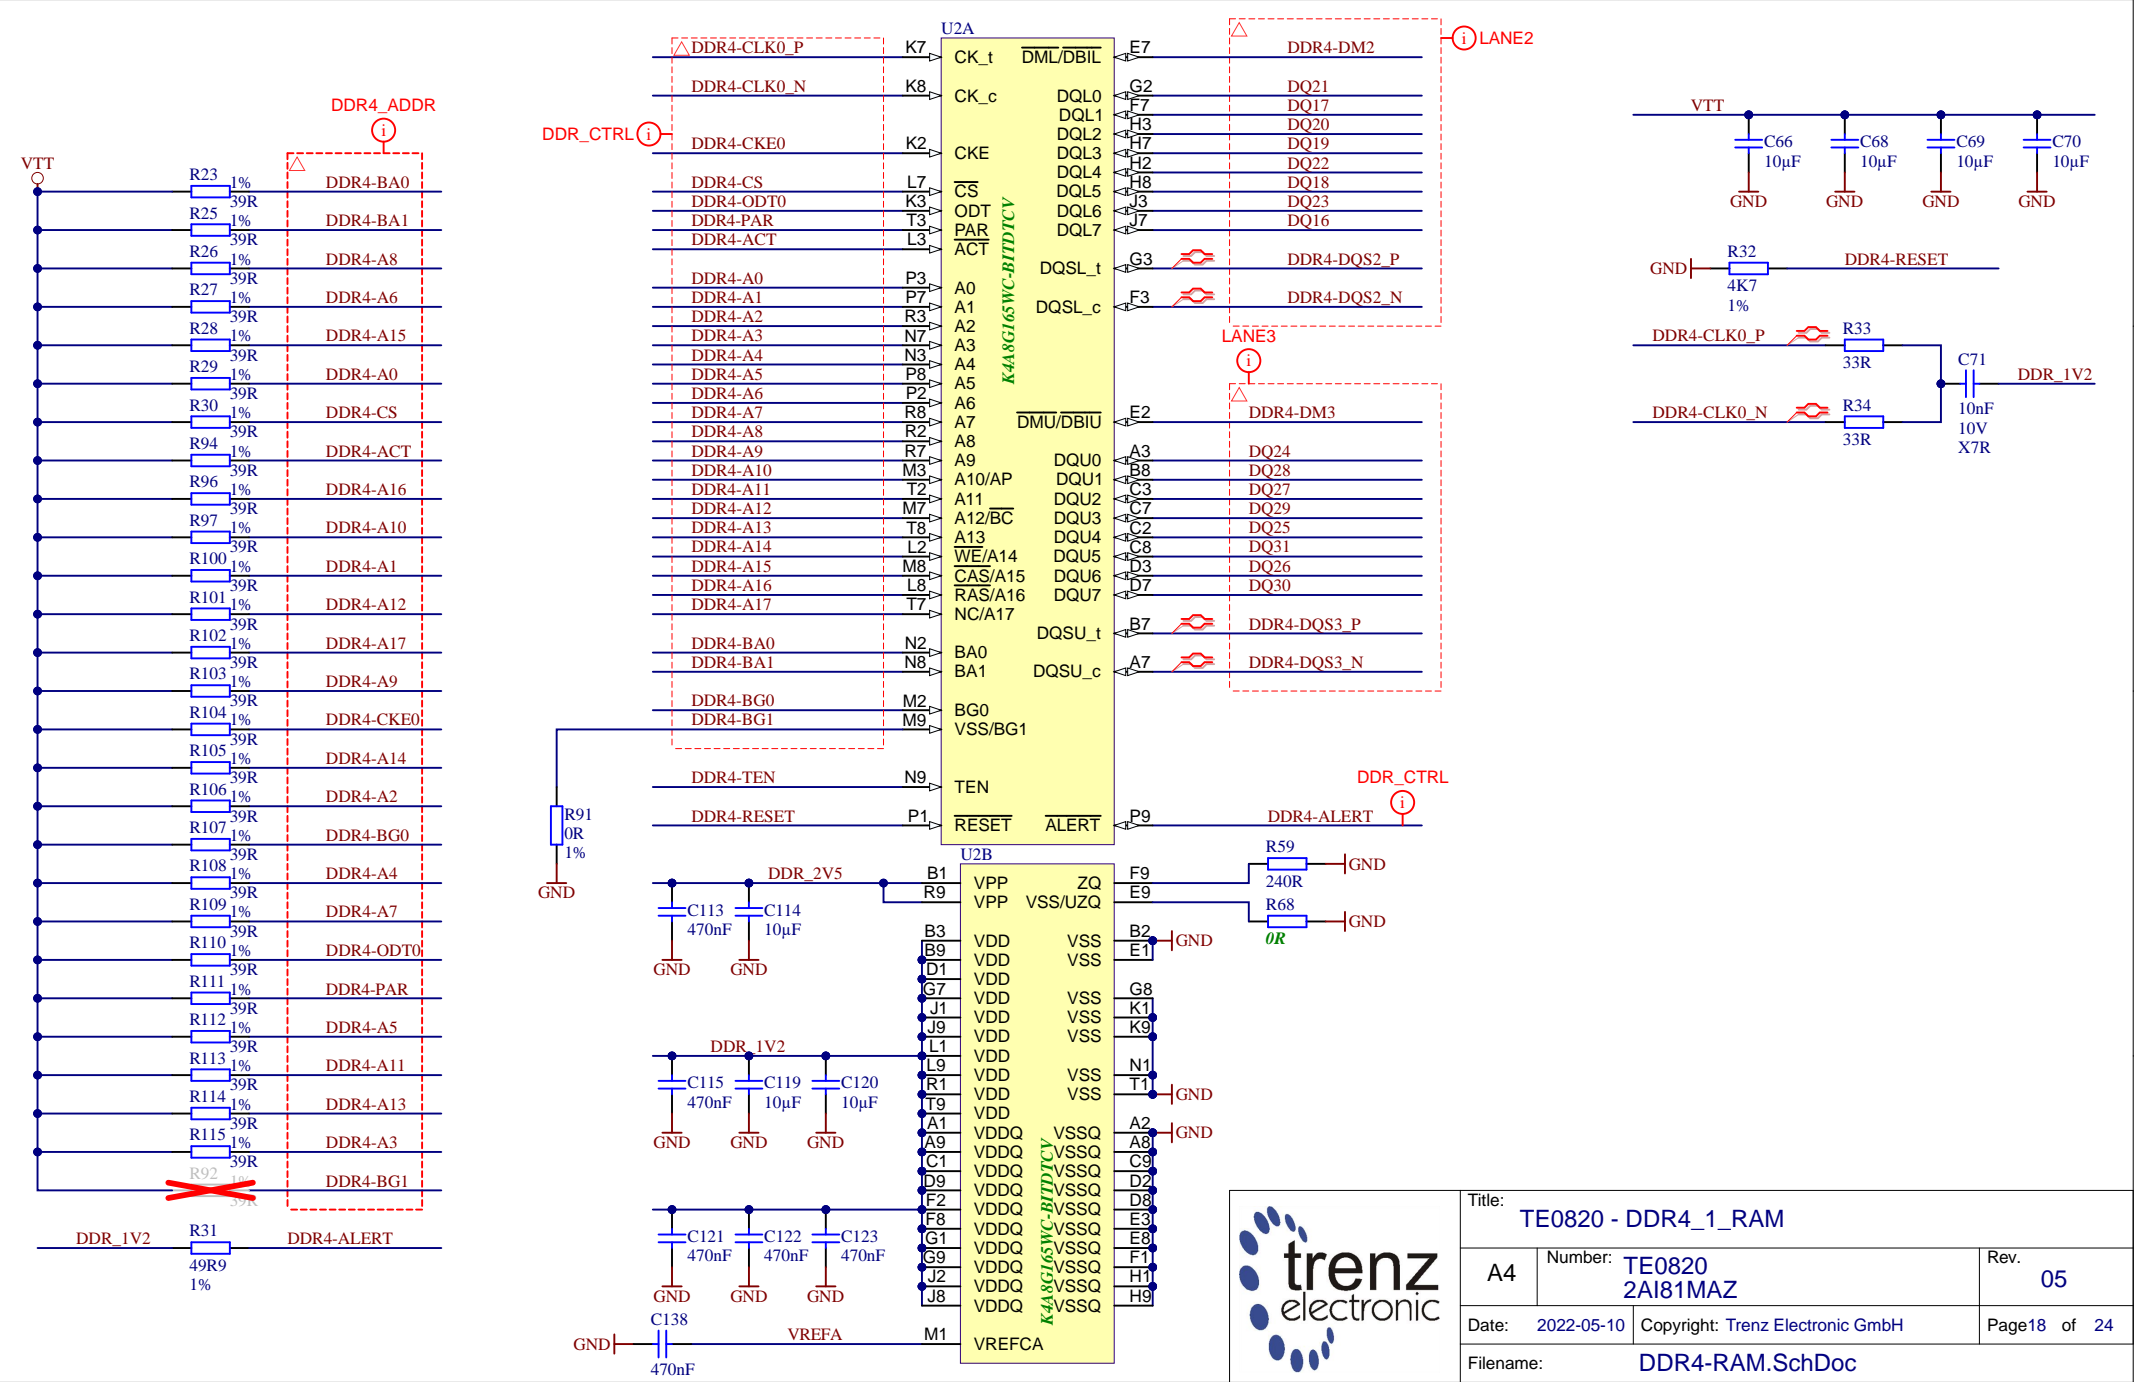 DDR4_ADDR
i
VTT
R23 1% 39R DDR4-BA0
R25 1% 39R DDR4-BA1
R26 1% 39R DDR4-A8
R27 1% 39R DDR4-A6
R28 1% 39R DDR4-A15
R29 1% 39R DDR4-A0
R30 1% 39R DDR4-CS
R94 1% 39R DDR4-ACT
R96 1% 39R DDR4-A16
R97 1% 39R DDR4-A10
R100 1% 39R DDR4-A1
R101 1% 39R DDR4-A12
R102 1% 39R DDR4-A17
R103 1% 39R DDR4-A9
R104 1% 39R DDR4-CKE0
R105 1% 39R DDR4-A14
R106 1% 39R DDR4-A2
R107 1% 39R DDR4-BG0
R108 1% 39R DDR4-A4
R109 1% 39R DDR4-A7
R110 1% 39R DDR4-ODT0
R111 1% 39R DDR4-PAR
R112 1% 39R DDR4-A5
R113 1% 39R DDR4-A11
R114 1% 39R DDR4-A13
R115 1% 39R DDR4-A3
R92 1% 39R DDR4-BG1
DDR_1V2 R31 DDR4-ALERT
49R9
1%
U2A
DDR_CTRL i
K4A8G165WC-BITDTCV
DDR4-CLK0_P K7 CK_t
DDR4-CLK0_N K8 CK_c
DDR4-CKE0 K2 CKE
DDR4-CS L7 CS
DDR4-ODT0 K3 ODT
DDR4-PAR T3 PAR
DDR4-ACT L3 ACT
DDR4-A0 P3 A0
DDR4-A1 P7 A1
DDR4-A2 R3 A2
DDR4-A3 N7 A3
DDR4-A4 N3 A4
DDR4-A5 P8 A5
DDR4-A6 P2 A6
DDR4-A7 R8 A7
DDR4-A8 R2 A8
DDR4-A9 R7 A9
DDR4-A10 M3 A10/AP
DDR4-A11 T2 A11
DDR4-A12 M7 A12/BC
DDR4-A13 T8 A13
DDR4-A14 L2 WE/A14
DDR4-A15 M8 CAS/A15
DDR4-A16 L8 RAS/A16
DDR4-A17 T7 NC/A17
DDR4-BA0 N2 BA0
DDR4-BA1 N8 BA1
DDR4-BG0 M2 BG0
DDR4-BG1 M9 VSS/BG1
DDR4-TEN N9 TEN
DDR4-RESET P1 RESET
R91
0R
1%
GND
i LANE2
DML/DBIL E7 DDR4-DM2
DQL0 G2 DQ21
DQL1 F7 DQ17
DQL2 H3 DQ20
DQL3 H7 DQ19
DQL4 H2 DQ22
DQL5 H8 DQ18
DQL6 J3 DQ23
DQL7 J7 DQ16
DQSL_t G3 DDR4-DQS2_P
DQSL_c F3 DDR4-DQS2_N
LANE3
i
DMU/DBIU E2 DDR4-DM3
DQU0 A3 DQ24
DQU1 B8 DQ28
DQU2 C3 DQ27
DQU3 C7 DQ29
DQU4 C2 DQ25
DQU5 C8 DQ31
DQU6 D3 DQ26
DQU7 D7 DQ30
DQSU_t B7 DDR4-DQS3_P
DQSU_c A7 DDR4-DQS3_N
DDR_CTRL
i
ALERT P9 DDR4-ALERT
U2B
K4A8G165WC-BITDTCV
DDR_2V5 B1 VPP
R9 VPP
C113 470nF GND
C114 10µF GND
B3 VDD
B9 VDD
D1 VDD
G7 VDD
J1 VDD
J9 VDD
DDR_1V2 L1 VDD
L9 VDD
R1 VDD
T9 VDD
C115 470nF GND
C119 10µF GND
C120 10µF GND
A1 VDDQ
A9 VDDQ
C1 VDDQ
D9 VDDQ
F2 VDDQ
F8 VDDQ
G1 VDDQ
G9 VDDQ
J2 VDDQ
J8 VDDQ
C121 470nF GND
C122 470nF GND
C123 470nF GND
C138
GND VREFA M1 VREFCA
470nF
ZQ F9 R59 240R GND
VSS/UZQ E9 R68 0R GND
VSS B2 GND
VSS E1
VSS G8
VSS K1
VSS K9
VSS N1
VSS T1 GND
VSSQ A2 GND
VSSQ A8
VSSQ C9
VSSQ D2
VSSQ D8
VSSQ E3
VSSQ E8
VSSQ F1
VSSQ H1
VSSQ H9
VTT
C66 10µF GND
C68 10µF GND
C69 10µF GND
C70 10µF GND
GND R32 DDR4-RESET
4K7
1%
DDR4-CLK0_P R33
33R
C71 DDR_1V2
10nF
10V
X7R
DDR4-CLK0_N R34
33R
trenz
electronic
Title:
TE0820 - DDR4_1_RAM
A4
Number: TE0820
2AI81MAZ
Rev.
05
Date: 2022-05-10
Copyright: Trenz Electronic GmbH
Page18 of 24
Filename: DDR4-RAM.SchDoc